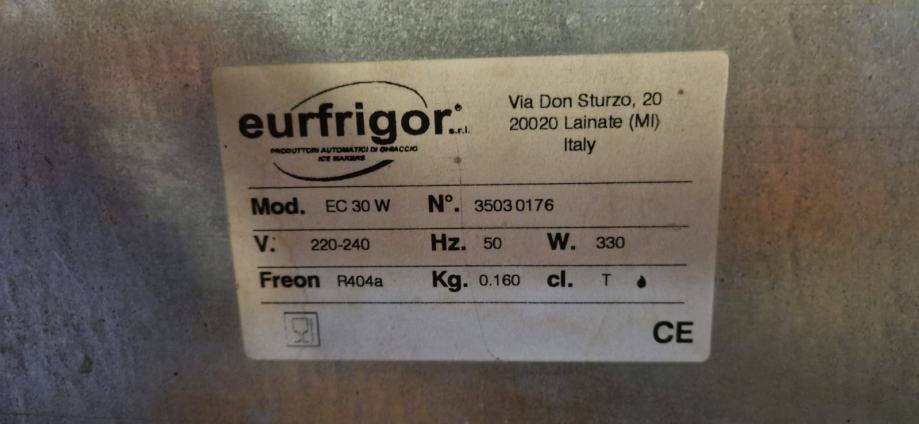 eurfrigor® s.r.l.
PRODUTTORI AUTOMATICI DI GHIACCIO
ICE MAKERS
Via Don Sturzo, 20
20020 Lainate (MI)
Italy
Mod. EC 30 W N°. 35030176
V. 220-240 Hz. 50 W. 330
Freon R404a Kg. 0.160 cl. T
CE